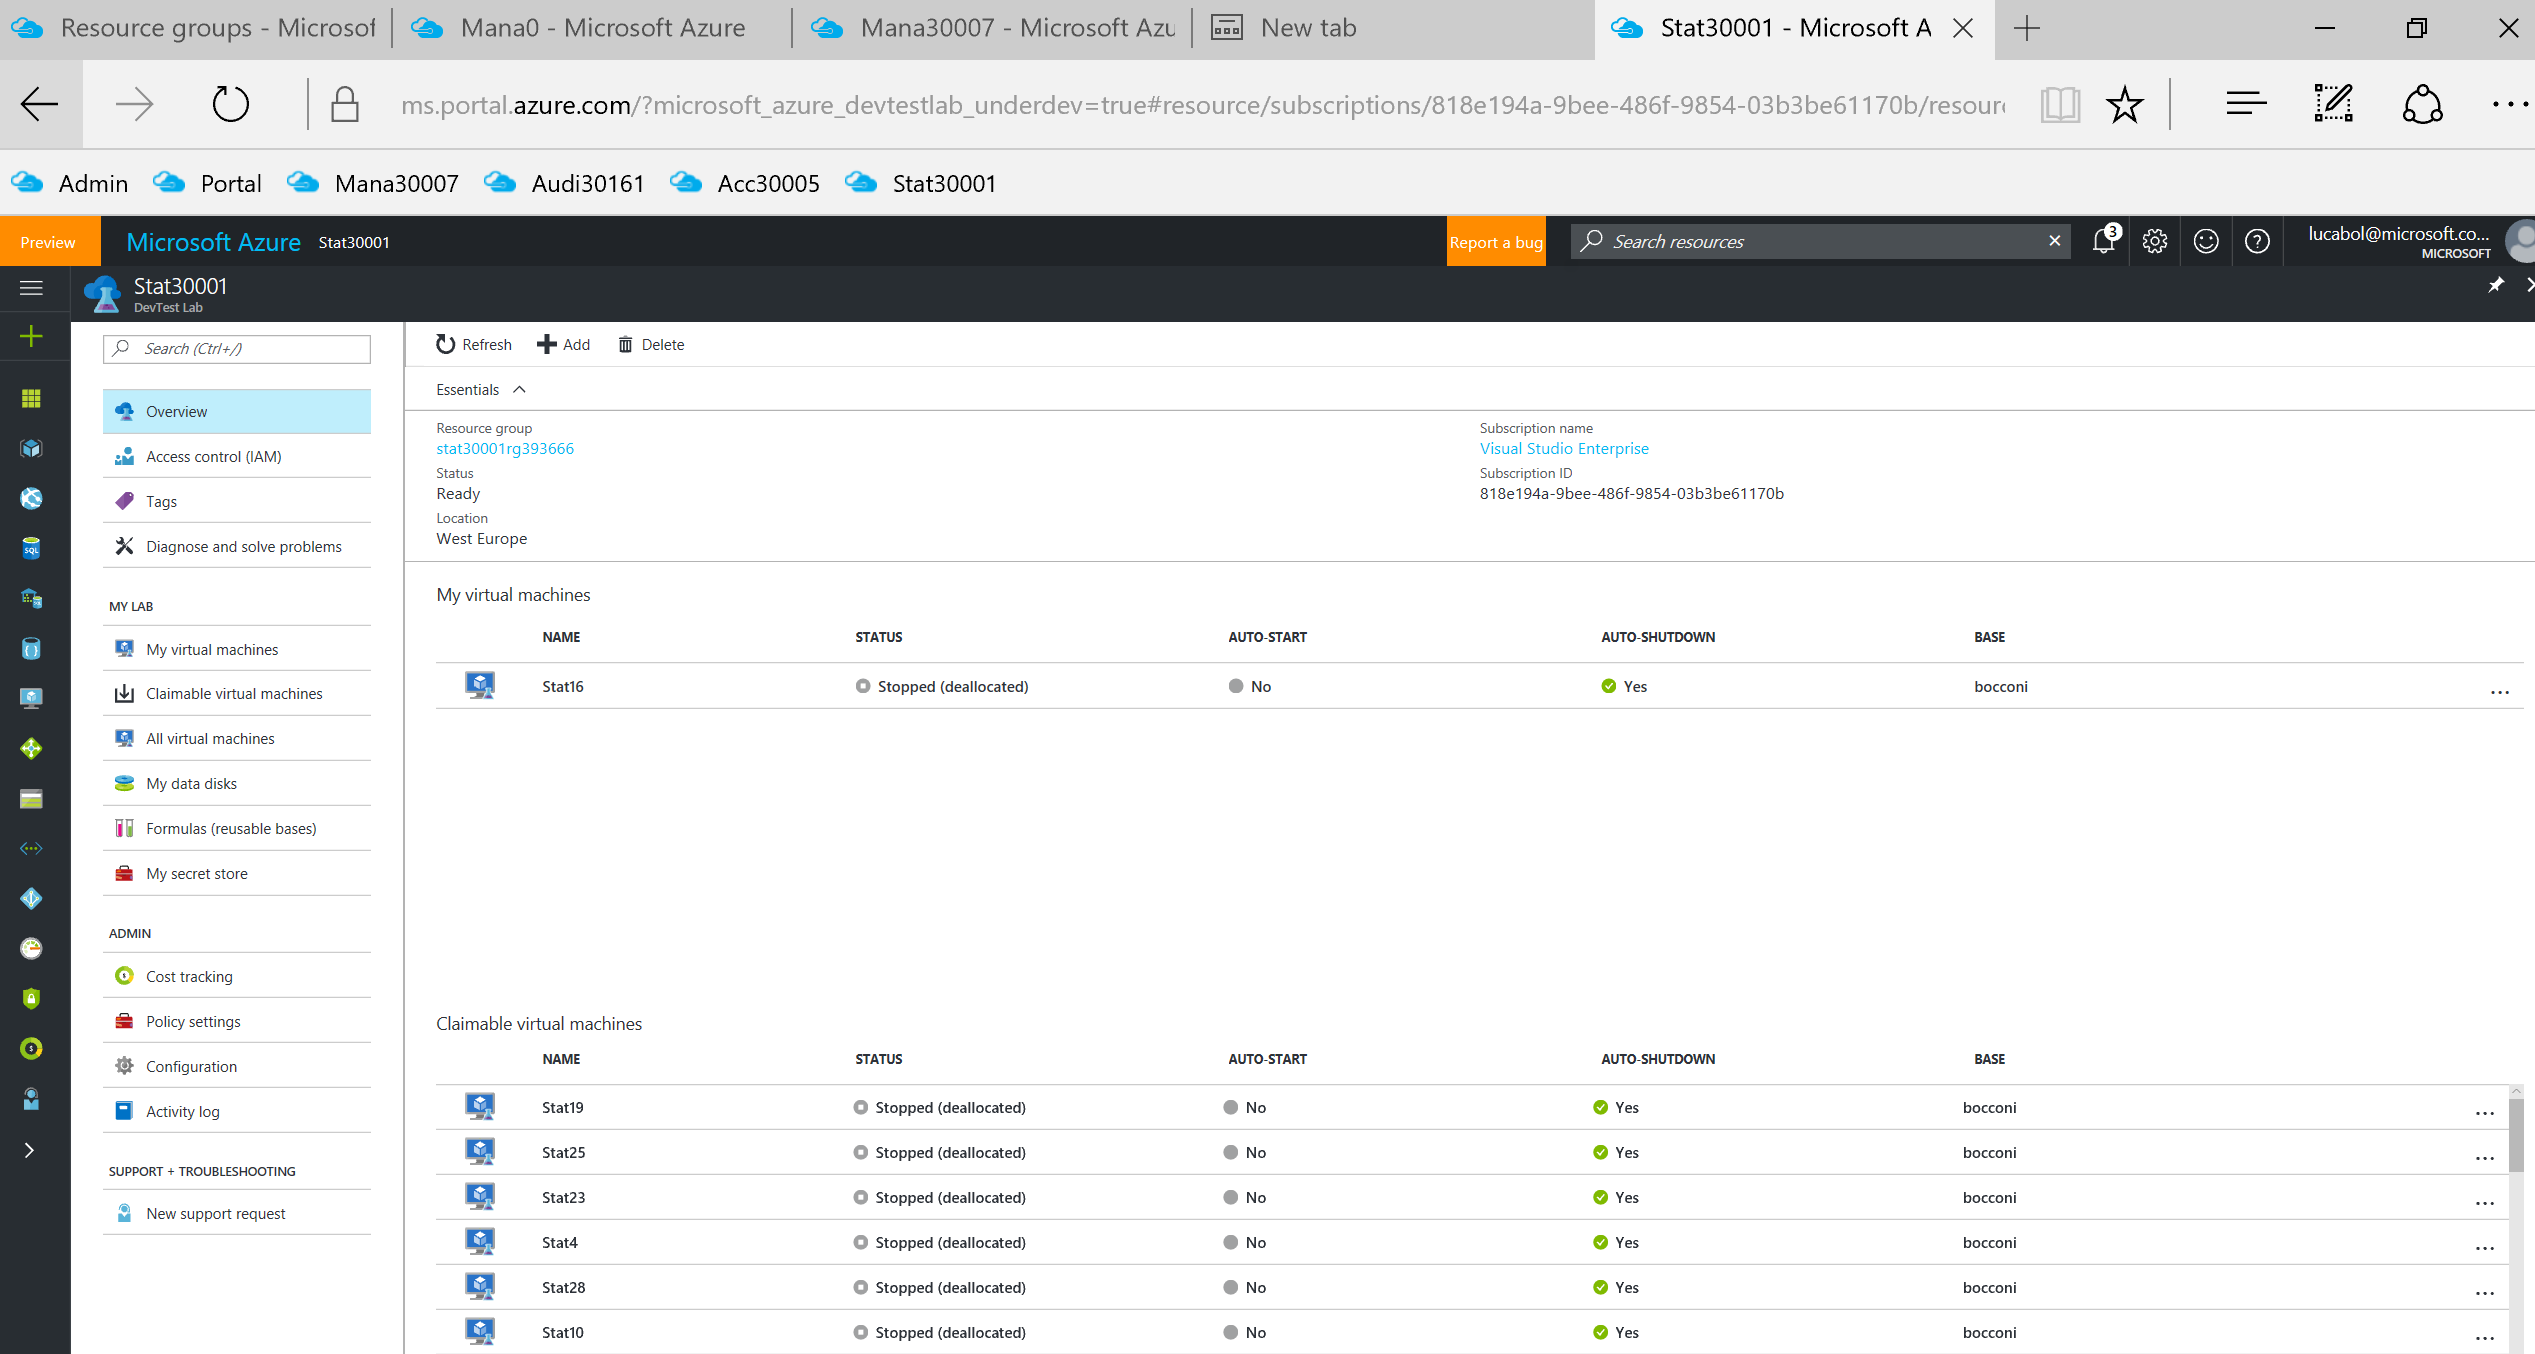 Resource groups - Microsof
Mana0 - Microsoft Azure
Mana30007 - Microsoft Azu
New tab
Stat30001 - Microsoft A
ms.portal.azure.com/?microsoft_azure_devtestlab_underdev=true#resource/subscriptions/818e194a-9bee-486f-9854-03b3be61170b/resour
Admin Portal Mana30007 Audi30161 Acc30005 Stat30001
Preview Microsoft Azure Stat30001 Report a bug Search resources 3 lucabol@microsoft.co...
MICROSOFT
Stat30001
DevTest Lab
Search (Ctrl+/)
Overview
Access control (IAM)
Tags
Diagnose and solve problems
MY LAB
My virtual machines
Claimable virtual machines
All virtual machines
My data disks
Formulas (reusable bases)
My secret store
ADMIN
Cost tracking
Policy settings
Configuration
Activity log
SUPPORT + TROUBLESHOOTING
New support request
Refresh Add Delete
Essentials
Resource group
stat30001rg393666
Status
Ready
Location
West Europe
Subscription name
Visual Studio Enterprise
Subscription ID
818e194a-9bee-486f-9854-03b3be61170b
My virtual machines
NAME STATUS AUTO-START AUTO-SHUTDOWN BASE
Stat16 Stopped (deallocated) No Yes bocconi ...
Claimable virtual machines
NAME STATUS AUTO-START AUTO-SHUTDOWN BASE
Stat19 Stopped (deallocated) No Yes bocconi ...
Stat25 Stopped (deallocated) No Yes bocconi ...
Stat23 Stopped (deallocated) No Yes bocconi ...
Stat4 Stopped (deallocated) No Yes bocconi ...
Stat28 Stopped (deallocated) No Yes bocconi ...
Stat10 Stopped (deallocated) No Yes bocconi ...